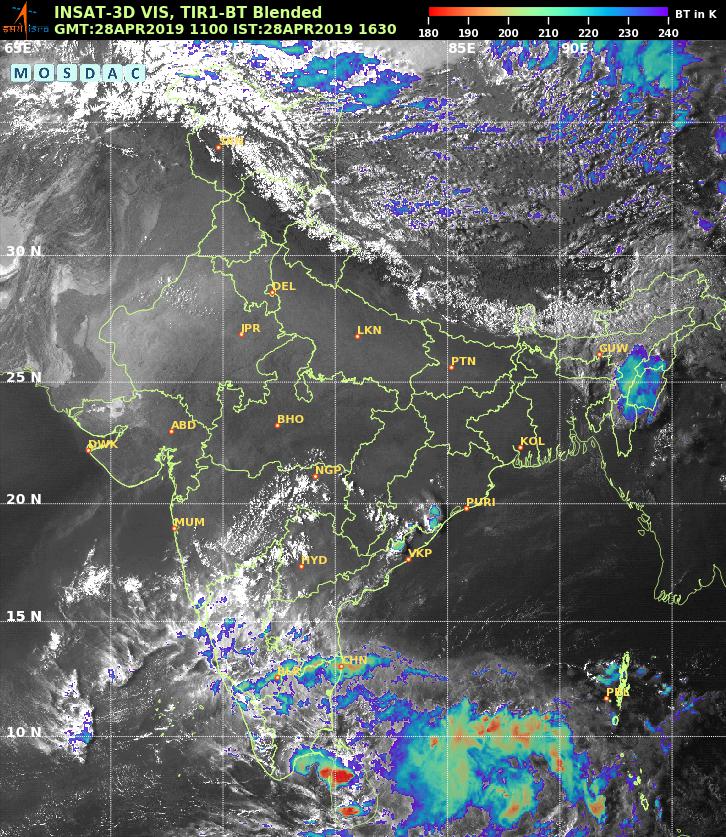 INSAT-3D VIS, TIR1-BT Blended
GMT:28APR2019 1100 IST:28APR2019 1630
BT in K
180 190 200 210 220 230 240
65E 85E 90E
MOSDAC
30 N
DEL
JPR LKN
GUW
PTN
25 N
ABD BHO
DWK KOL
NGP
20 N PURI
MUM
VKP
HYD
15 N
CHN
10 N